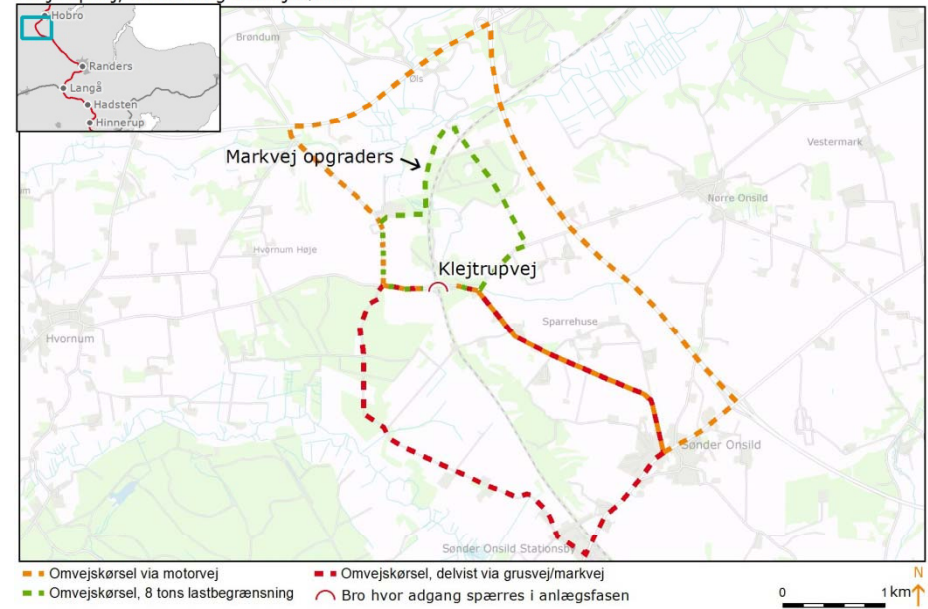 Hobro
Randers
Langå
Hadsten
Hinnerup
Brøndum
Øls
Markvej opgraders
Vestermark
Nørre Onsild
Hvornum Høje
Klejtrupvej
Sparrehuse
Hvornum
Sønder Onsild
Sønder Onsild Stationsby
Omvejskørsel via motorvej
Omvejskørsel, delvist via grusvej/markvej
Omvejskørsel, 8 tons lastbegrænsning
Bro hvor adgang spærres i anlægsfasen
N
0 1 km